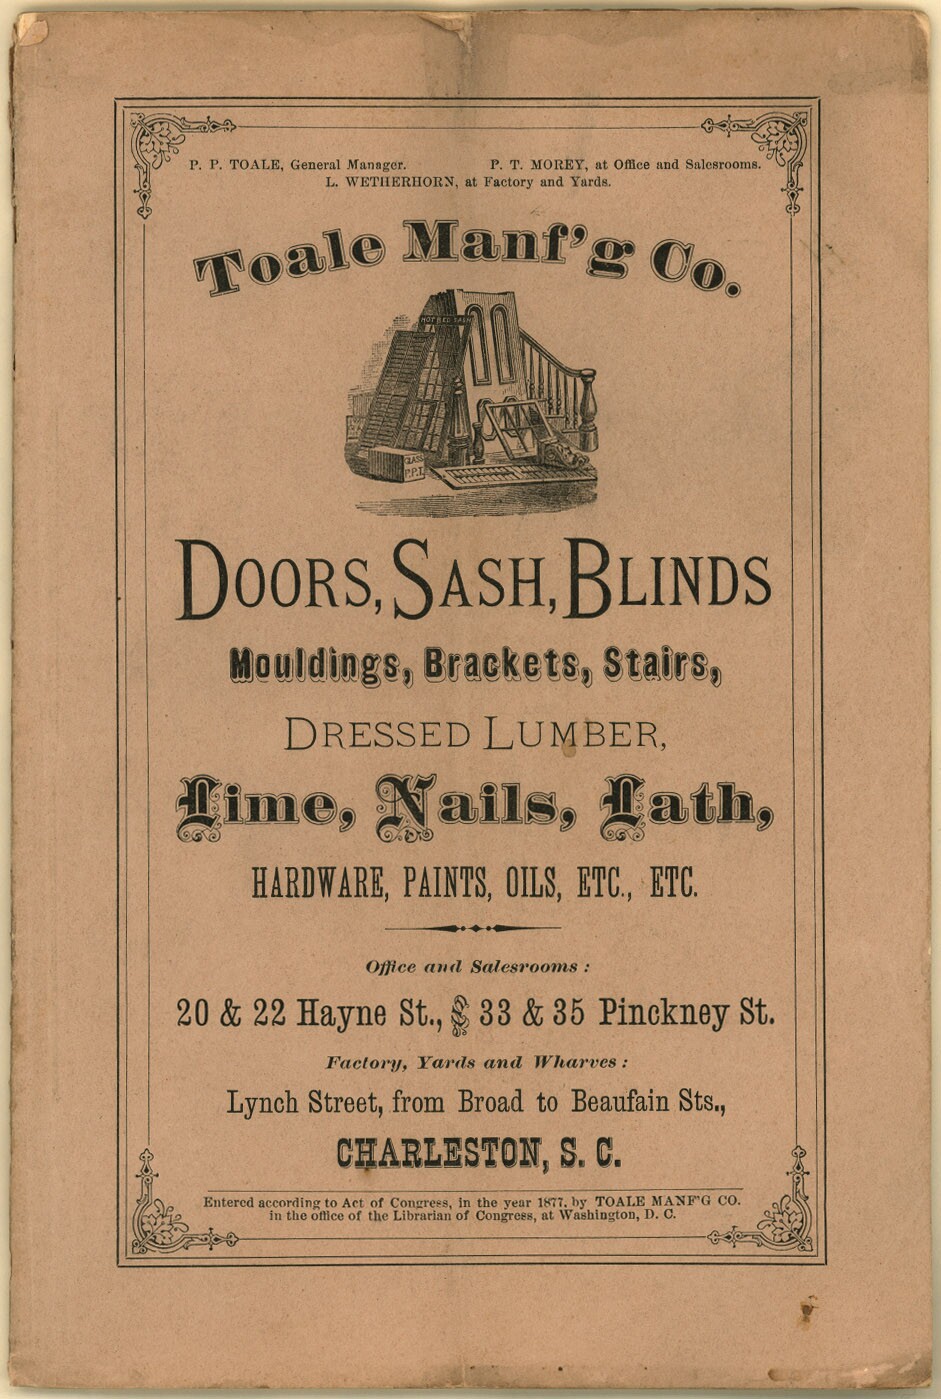 P. P. TOALE, General Manager. P. T. MOREY, at Office and Salesrooms.
L. WETHERHORN, at Factory and Yards.
Toale Manf'g Co.
HOT BED SASH
GLASS
P.P.T.
DOORS, SASH, BLINDS
Mouldings, Brackets, Stairs,
DRESSED LUMBER,
Lime, Nails, Lath,
HARDWARE, PAINTS, OILS, ETC., ETC.
Office and Salesrooms:
20 & 22 Hayne St., & 33 & 35 Pinckney St.
Factory, Yards and Wharves:
Lynch Street, from Broad to Beaufain Sts.,
CHARLESTON, S. C.
Entered according to Act of Congress, in the year 1877, by TOALE MANF'G CO.
in the office of the Librarian of Congress, at Washington, D. C.